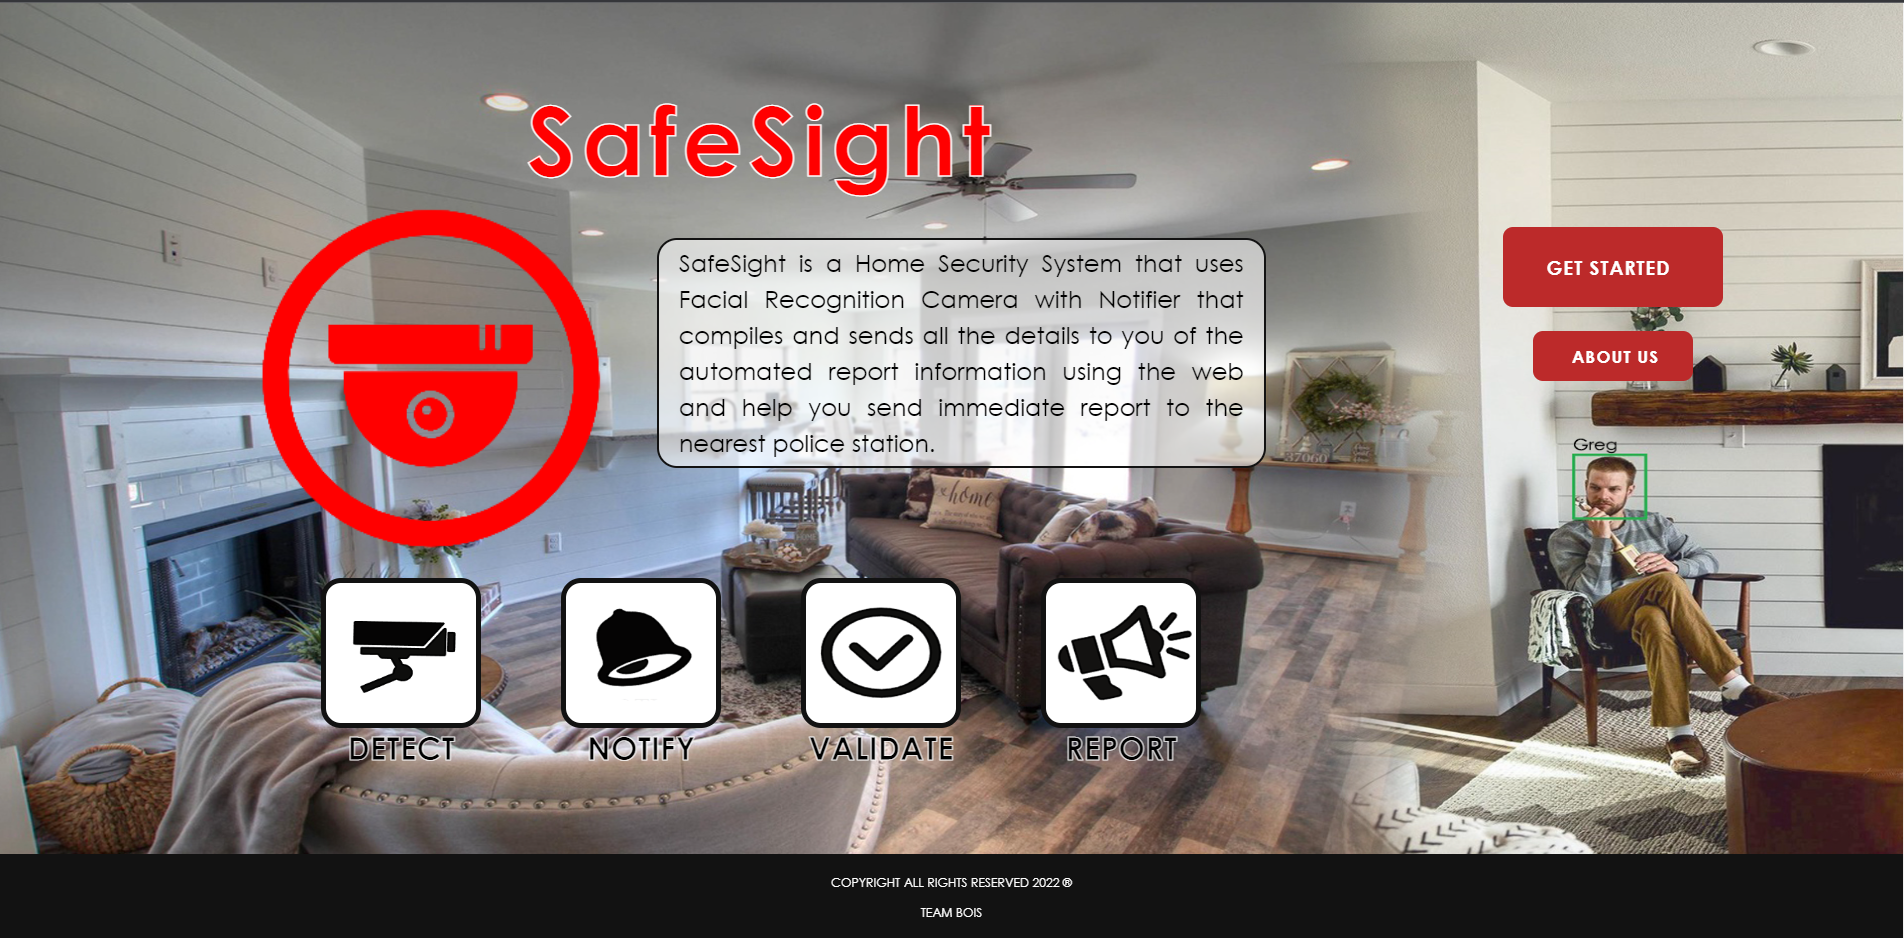 SafeSight
SafeSight is a Home Security System that uses
Facial Recognition Camera with Notifier that
compiles and sends all the details to you of the
automated report information using the web
and help you send immediate report to the
nearest police station.
GET STARTED
ABOUT US
Greg
home
37060
DETECT
NOTIFY
VALIDATE
REPORT
COPYRIGHT ALL RIGHTS RESERVED 2022 ®
TEAM BOIS